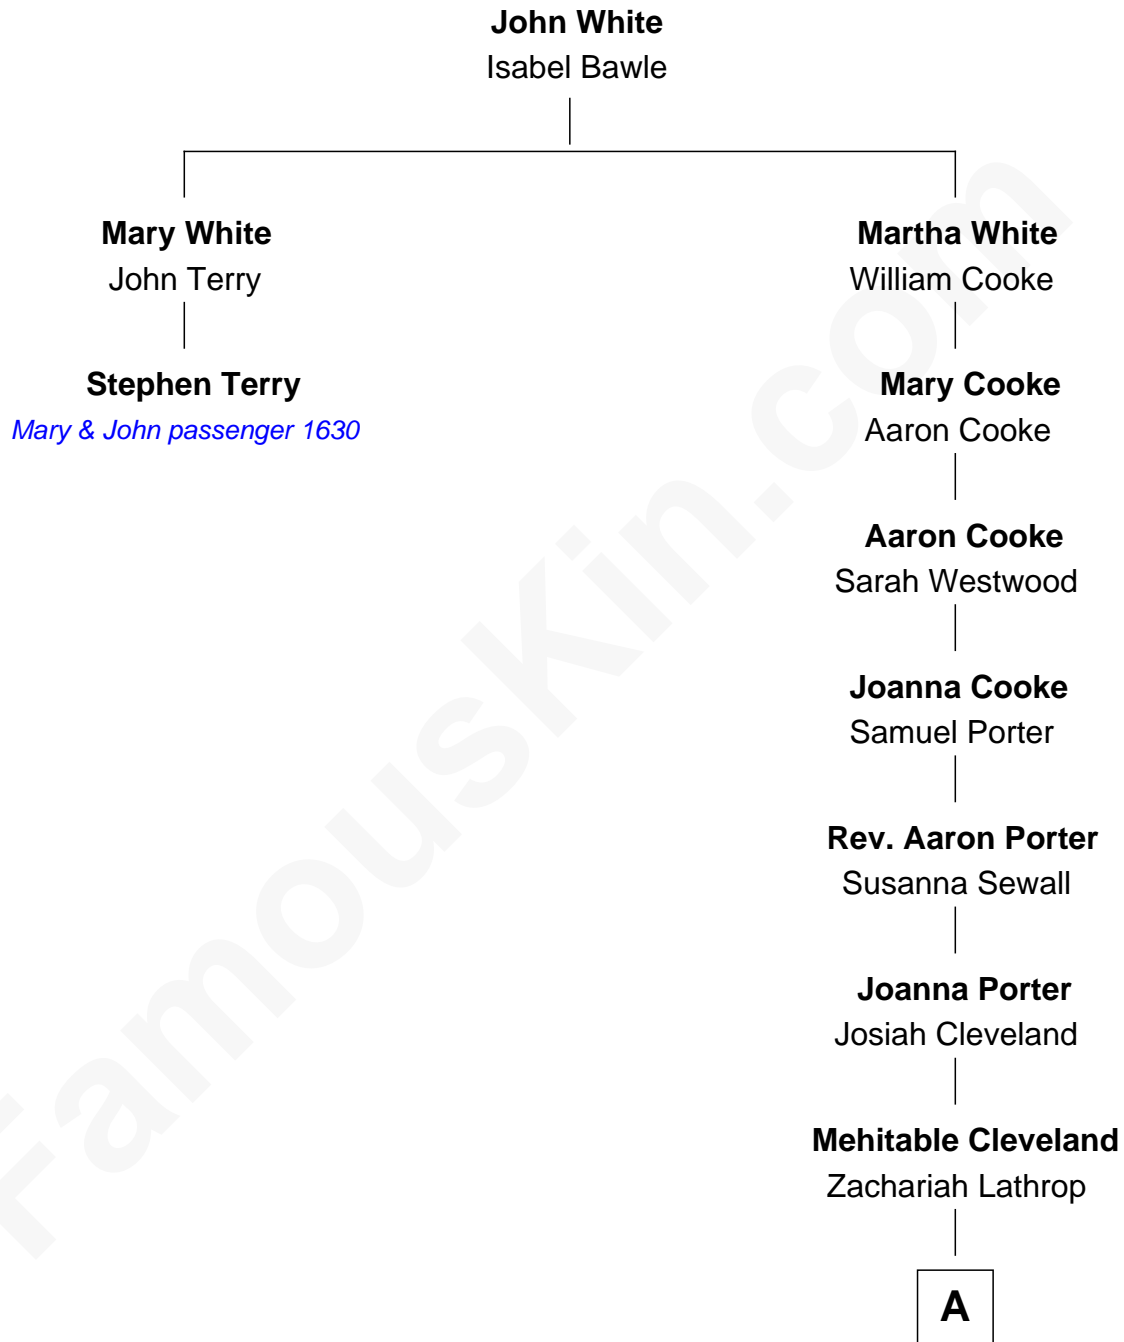 John White
Isabel Bawle
Mary White
John Terry
Martha White
William Cooke
Stephen Terry
Mary & John passenger 1630
Mary Cooke
Aaron Cooke
Aaron Cooke
Sarah Westwood
Joanna Cooke
Samuel Porter
Rev. Aaron Porter
Susanna Sewall
Joanna Porter
Josiah Cleveland
Mehitable Cleveland
Zachariah Lathrop
A
FamousKin.com